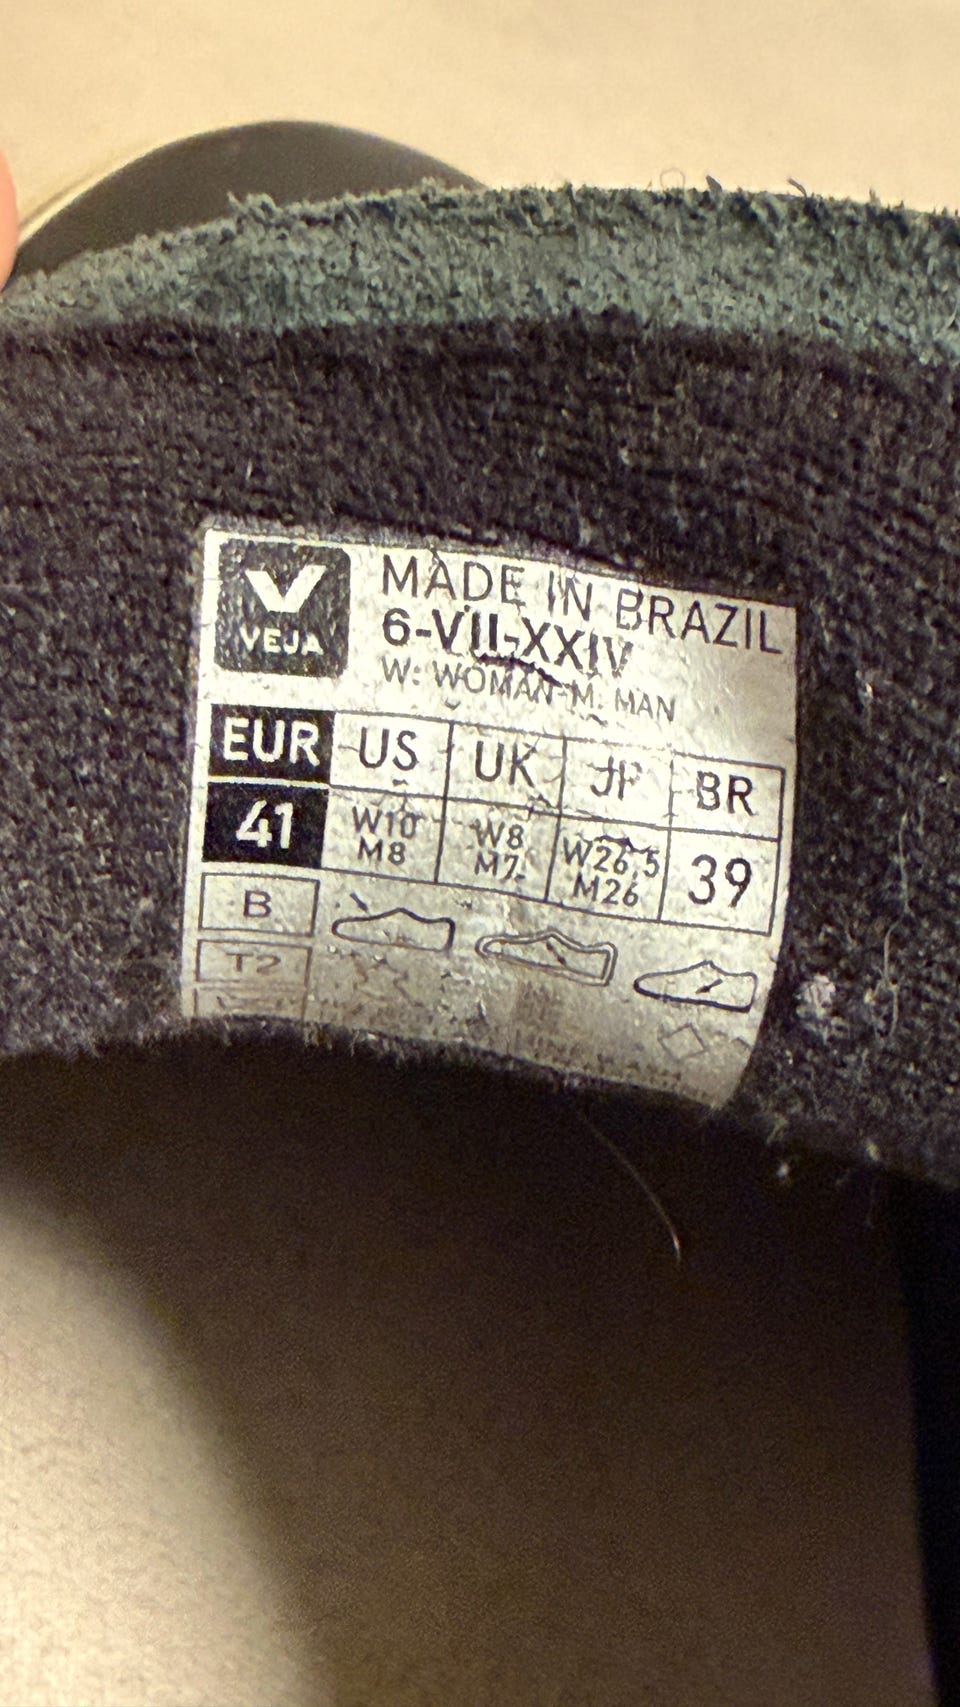 VEJA
MADE IN BRAZIL
6-VII-XXIV
W: WOMAN-M: MAN
EUR US UK JP BR
41 W10 M8 W8 M7 W26,5 M26 39
B
T2